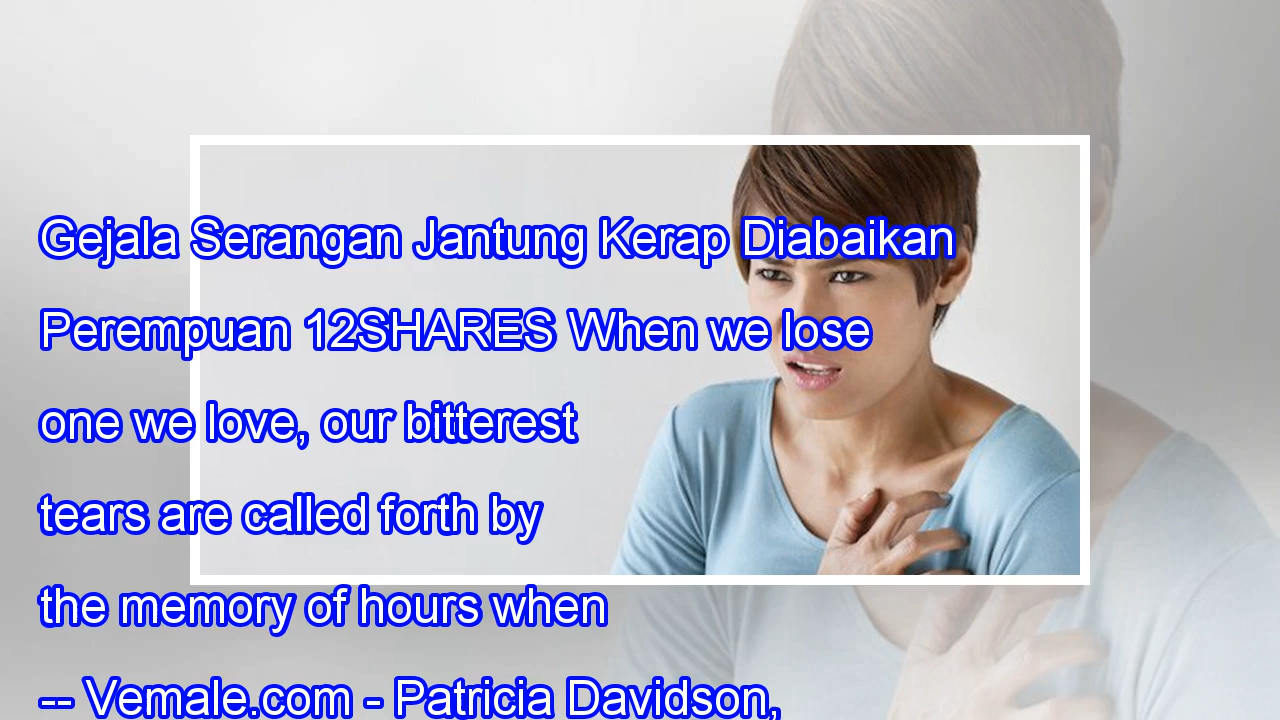 Gejala Serangan Jantung Kerap Diabaikan
Perempuan 12SHARES When we lose
one we love, our bitterest
tears are called forth by
the memory of hours when
-- Vemale.com - Patricia Davidson,